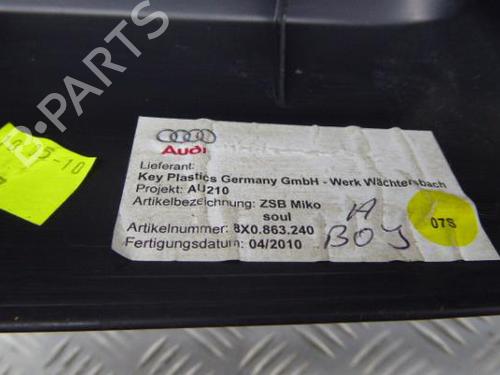 B-PARTS
Audi
Lieferant:
Key Plastics Germany GmbH - Werk Wächtersbach
Projekt: AU210
Artikelbezeichnung: ZSB Miko
soul
Artikelnummer: 8X0.863.240
Fertigungsdatum: 04/2010
A
07S